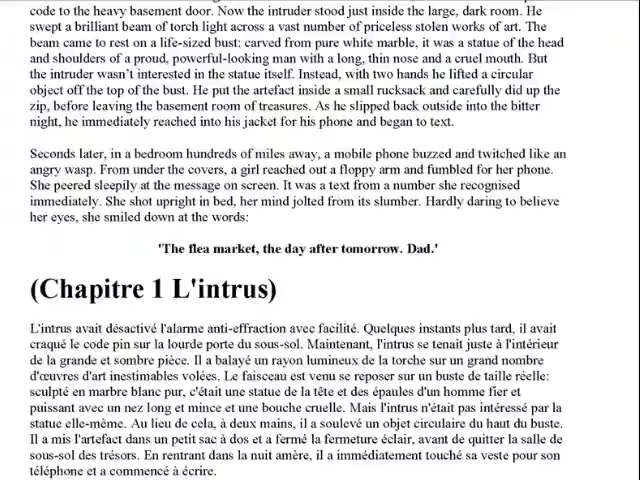 code to the heavy basement door. Now the intruder stood just inside the large, dark room. He
swept a brilliant beam of torch light across a vast number of priceless stolen works of art. The
beam came to rest on a life-sized bust: carved from pure white marble, it was a statue of the head
and shoulders of a proud, powerful-looking man with a long, thin nose and a cruel mouth. But
the intruder wasn't interested in the statue itself. Instead, with two hands he lifted a circular
object off the top of the bust. He put the artefact inside a small rucksack and carefully did up the
zip, before leaving the basement room of treasures. As he slipped back outside into the bitter
night, he immediately reached into his jacket for his phone and began to text.
Seconds later, in a bedroom hundreds of miles away, a mobile phone buzzed and twitched like an
angry wasp. From under the covers, a girl reached out a floppy arm and fumbled for her phone.
She peered sleepily at the message on screen. It was a text from a number she recognised
immediately. She shot upright in bed, her mind jolted from its slumber. Hardly daring to believe
her eyes, she smiled down at the words:
'The flea market, the day after tomorrow. Dad.'
(Chapitre 1 L'intrus)
L'intrus avait désactivé l'alarme anti-effraction avec facilité. Quelques instants plus tard, il avait
craqué le code pin sur la lourde porte du sous-sol. Maintenant, l'intrus se tenait juste à l'intérieur
de la grande et sombre pièce. Il a balayé un rayon lumineux de la torche sur un grand nombre
d'œuvres d'art inestimables volées. Le faisceau est venu se reposer sur un buste de taille réelle:
sculpté en marbre blanc pur, c'était une statue de la tête et des épaules d'un homme fier et
puissant avec un nez long et mince et une bouche cruelle. Mais l'intrus n'était pas intéressé par la
statue elle-même. Au lieu de cela, à deux mains, il a soulevé un objet circulaire du haut du buste.
Il a mis l'artefact dans un petit sac à dos et a fermé la fermeture éclair, avant de quitter la salle de
sous-sol des trésors. En rentrant dans la nuit amère, il a immédiatement touché sa veste pour son
téléphone et a commencé à écrire.